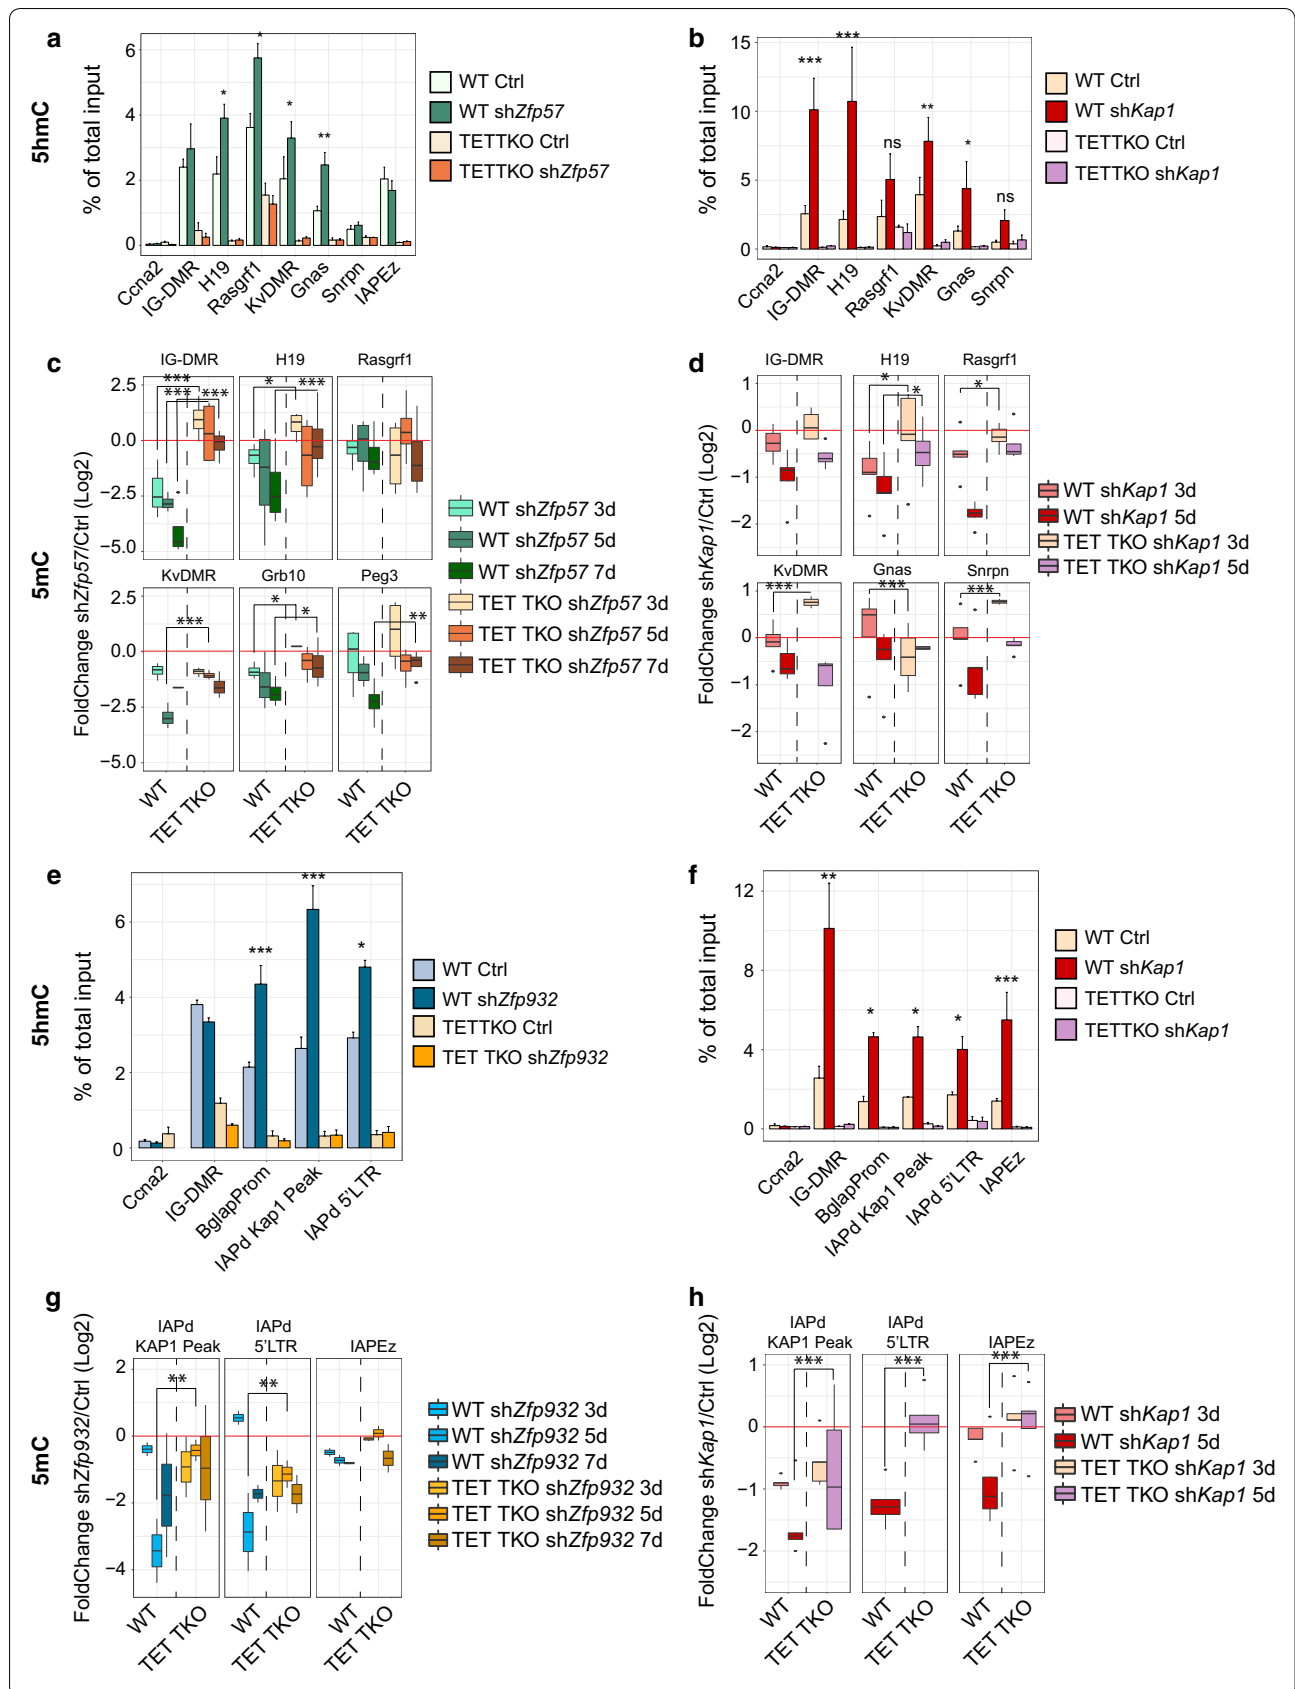 a
5hmC
% of total input
6
4
2
0
*
*
*
**
Ccna2
IG-DMR
H19
Rasgrf1
KvDMR
Gnas
Snrpn
IAPEz
WT Ctrl
WT shZfp57
TETTKO Ctrl
TETTKO shZfp57
b
% of total input
15
10
5
0
***
***
ns
**
*
ns
Ccna2
IG-DMR
H19
Rasgrf1
KvDMR
Gnas
Snrpn
WT Ctrl
WT shKap1
TETTKO Ctrl
TETTKO shKap1
c
5mC
FoldChange shZfp57/Ctrl (Log2)
IG-DMR
H19
Rasgrf1
2.5
0.0
−2.5
−5.0
***
***
***
*
***
KvDMR
Grb10
Peg3
2.5
0.0
−2.5
−5.0
***
*
*
**
WT
TET TKO
WT
TET TKO
WT
TET TKO
WT shZfp57 3d
WT shZfp57 5d
WT shZfp57 7d
TET TKO shZfp57 3d
TET TKO shZfp57 5d
TET TKO shZfp57 7d
d
FoldChange shKap1/Ctrl (Log2)
IG-DMR
H19
Rasgrf1
1
0
−1
−2
*
*
*
KvDMR
Gnas
Snrpn
1
0
−1
−2
***
***
***
WT
TET TKO
WT
TET TKO
WT
TET TKO
WT shKap1 3d
WT shKap1 5d
TET TKO shKap1 3d
TET TKO shKap1 5d
e
5hmC
% of total input
6
4
2
0
***
***
*
Ccna2
IG-DMR
BglapProm
IAPd Kap1 Peak
IAPd 5'LTR
WT Ctrl
WT shZfp932
TETTKO Ctrl
TET TKO shZfp932
f
% of total input
12
8
4
0
**
*
*
*
***
Ccna2
IG-DMR
BglapProm
IAPd Kap1 Peak
IAPd 5'LTR
IAPEz
WT Ctrl
WT shKap1
TETTKO Ctrl
TETTKO shKap1
g
5mC
FoldChange shZfp932/Ctrl (Log2)
IAPd
KAP1 Peak
IAPd
5'LTR
IAPEz
2
0
−2
−4
**
**
WT
TET TKO
WT
TET TKO
WT
TET TKO
WT shZfp932 3d
WT shZfp932 5d
WT shZfp932 7d
TET TKO shZfp932 3d
TET TKO shZfp932 5d
TET TKO shZfp932 7d
h
FoldChange shKap1/Ctrl (Log2)
IAPd
KAP1 Peak
IAPd
5'LTR
IAPEz
1
0
−1
−2
***
***
***
WT
TET TKO
WT
TET TKO
WT
TET TKO
WT shKap1 3d
WT shKap1 5d
TET TKO shKap1 3d
TET TKO shKap1 5d